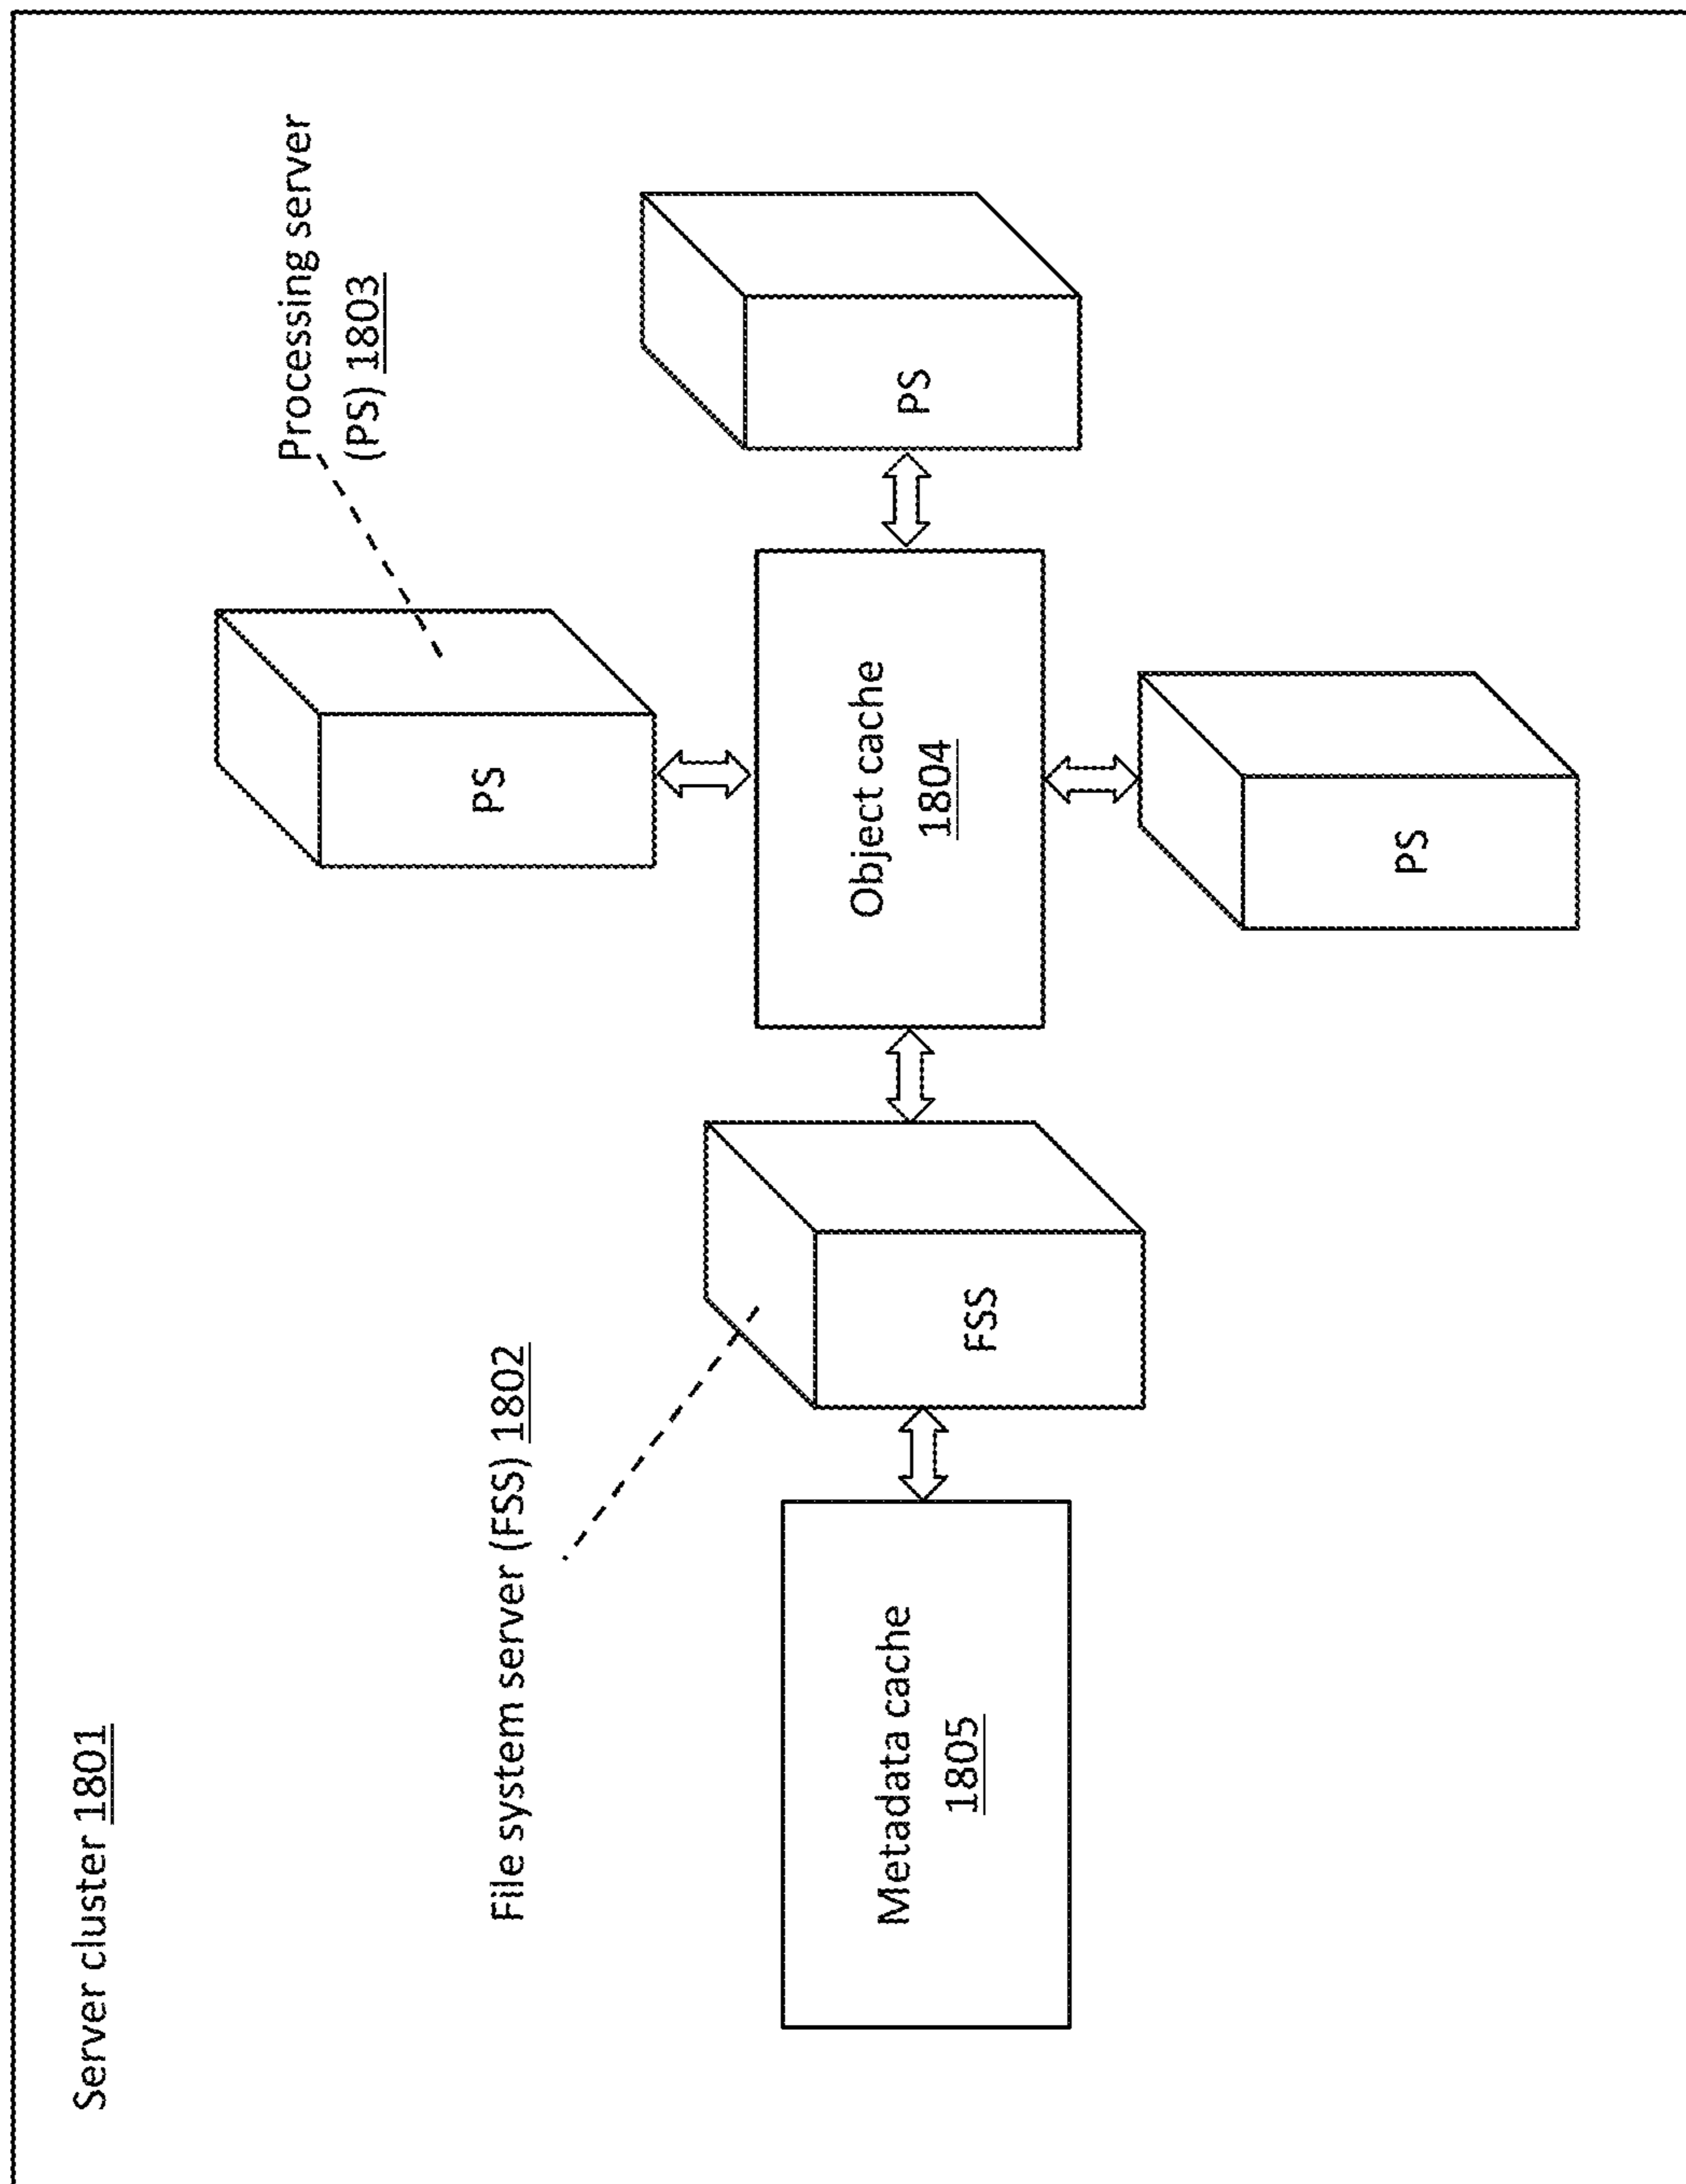 Server cluster 1801
Processing server
(PS) 1803
File system server (FSS) 1802
PS
Metadata cache
1805
FSS
Object cache
1804
PS
PS